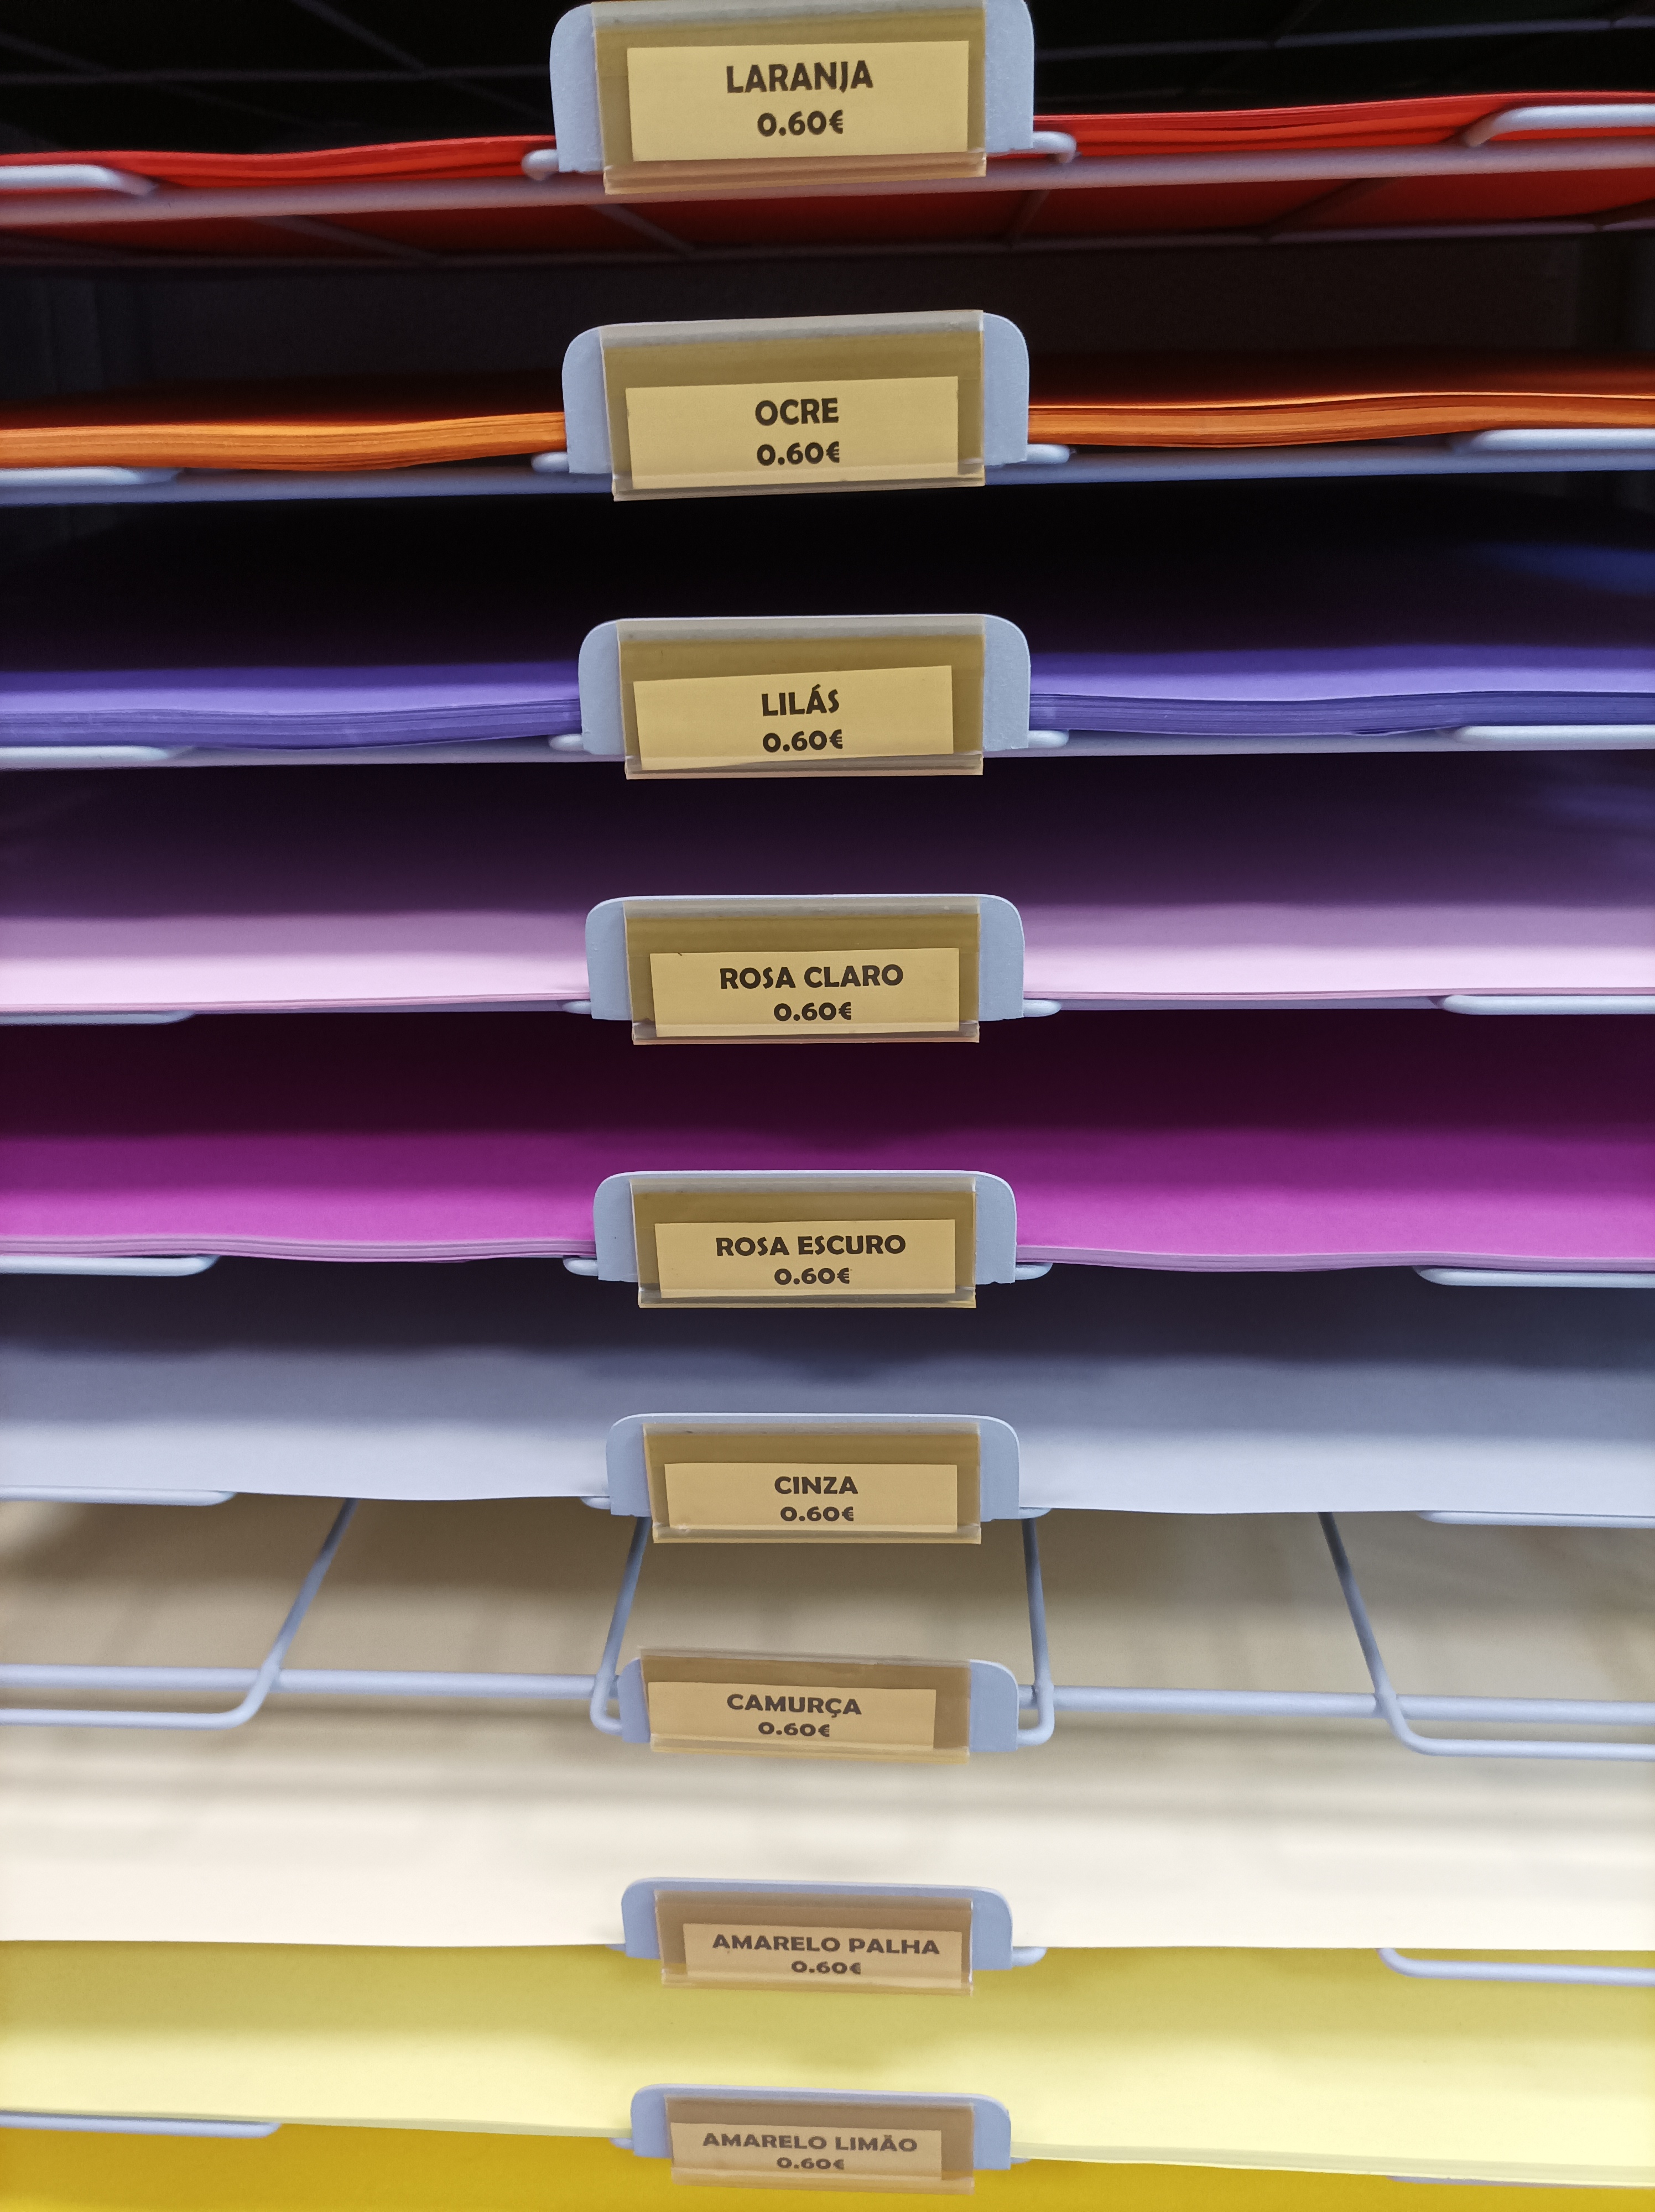 LARANJA
0.60€
OCRE
0.60€
LILÁS
0.60€
ROSA CLARO
0.60€
ROSA ESCURO
0.60€
CINZA
0.60€
CAMURÇA
0.60€
AMARELO PALHA
0.60€
AMARELO LIMÃO
0.60€